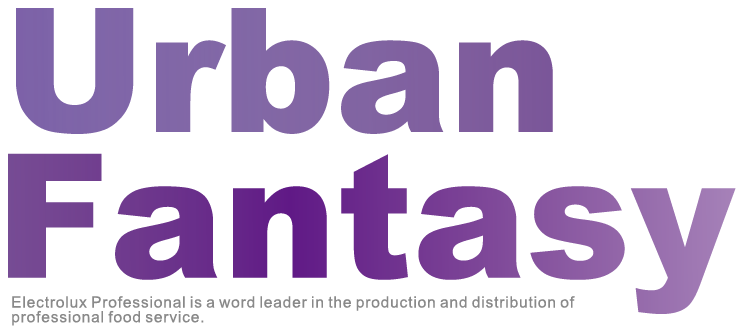 Urban
Fantasy
Electrolux Professional is a word leader in the production and distribution of
professional food service.